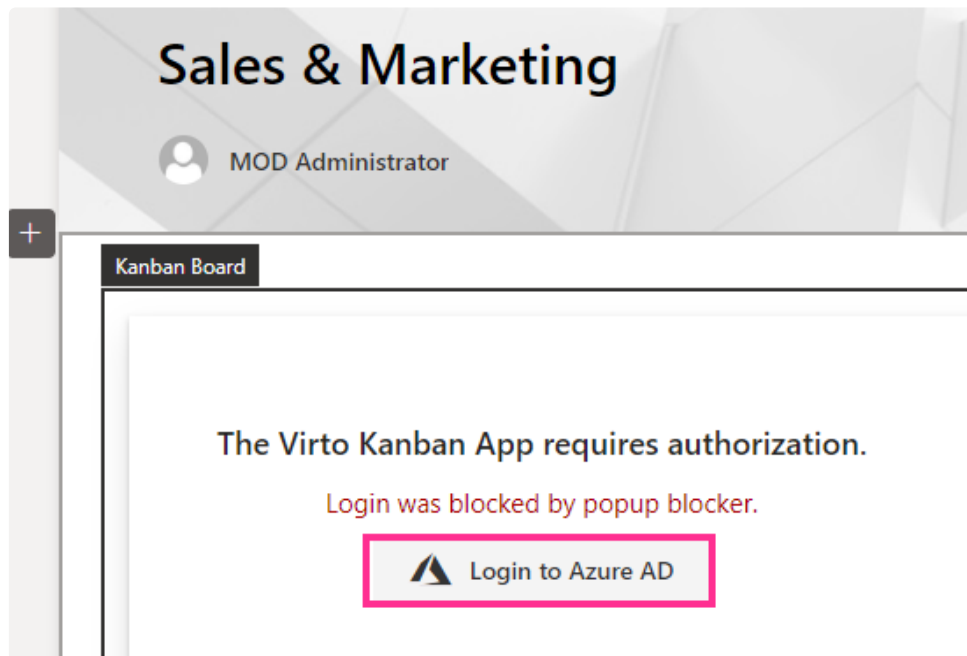 Sales & Marketing
MOD Administrator
Kanban Board
The Virto Kanban App requires authorization.
Login was blocked by popup blocker.
Login to Azure AD